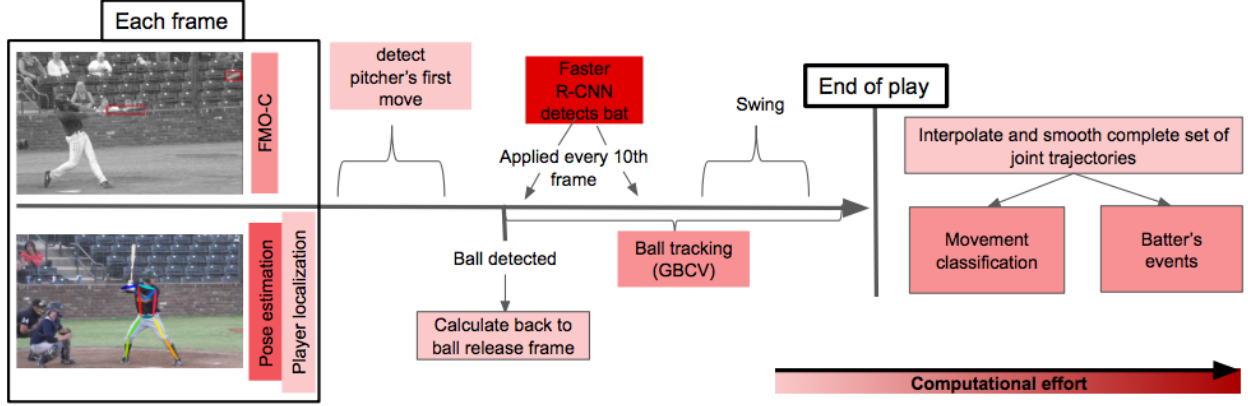 Each frame
FMO-C
Pose estimation
Player localization
detect
pitcher's first
move
Faster
R-CNN
detects bat
Applied every 10th
frame
Swing
Ball detected
Calculate back to
ball release frame
Ball tracking
(GBCV)
End of play
Interpolate and smooth complete set of
joint trajectories
Movement
classification
Batter's
events
Computational effort